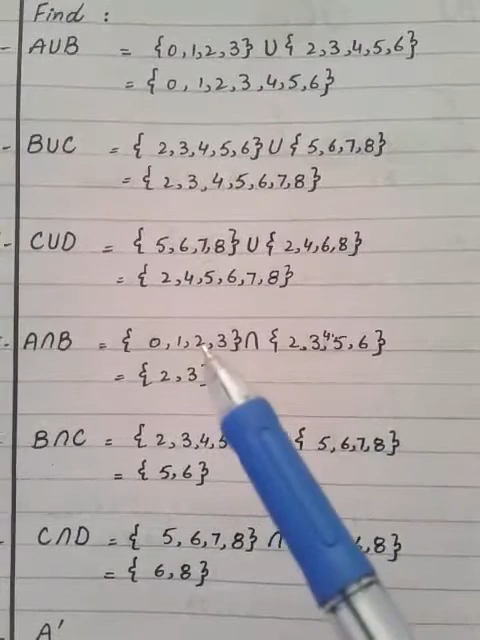 Find :
- AUB = {0,1,2,3} U { 2,3,4,5,6}
= { 0, 1,2,3,4,5,6}
- BUC = { 2,3,4,5,6} U { 5,6,7,8}
= { 2,3,4,5,6,7,8}
- CUD = { 5,6,7,8} U { 2,4,6,8}
= { 2,4,5,6,7,8}
- A∩B = { 0,1,2,3} ∩ { 2,3,4,5,6}
= { 2,3
B∩C = { 2,3,4,5 { 5,6,7,8}
= { 5,6}
- C∩D = { 5,6,7,8} ∩ 6,8}
= { 6,8}
A'